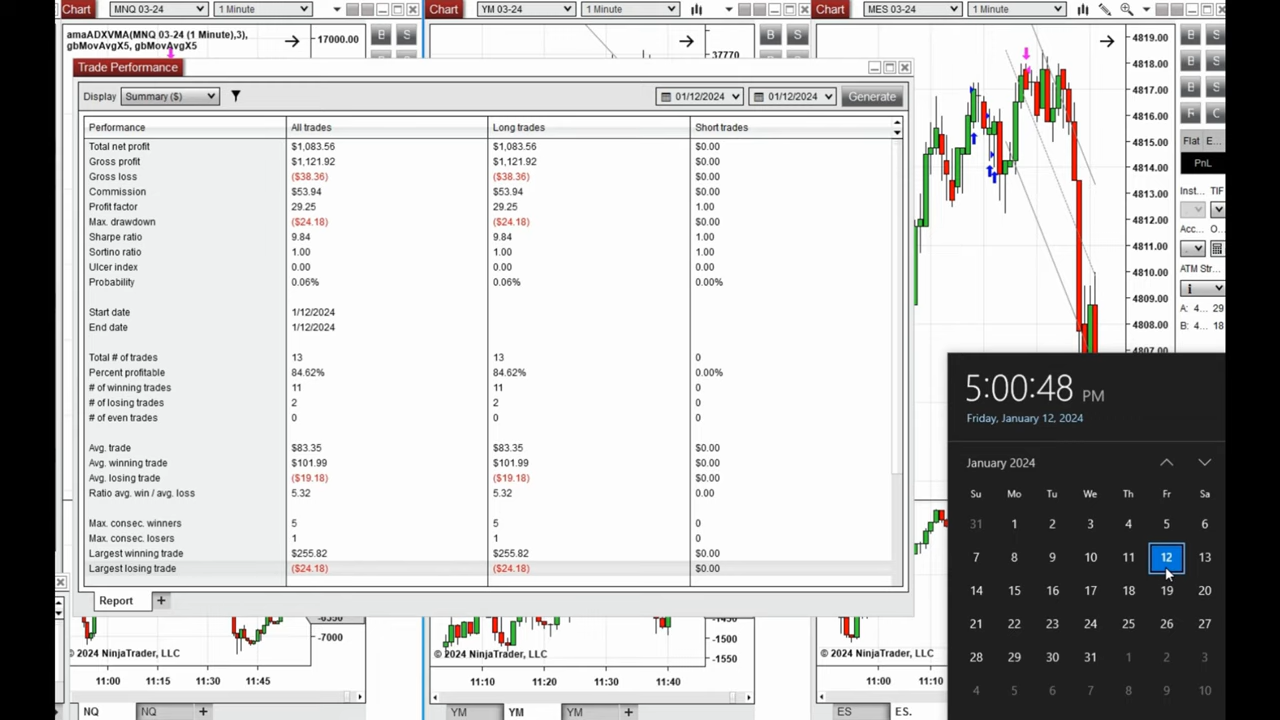 Chart MNQ 03-24 1 Minute
Chart YM 03-24 1 Minute
Chart MES 03-24 1 Minute
amaADXVMA(MNQ 03-24 (1 Minute),3),
gbMovAvgX5, gbMovAvgX5
17000.00
B S
37770
B S
4819.00
4818.00
4817.00
4816.00
4815.00
4814.00
4813.00
4812.00
4811.00
4810.00
4809.00
4808.00
4807.00
B S
B S
B S
F C
Flat E...
PnL
Inst... TIF
Acc... O...
ATM Str...
A: 4... 29
B: 4... 18
Trade Performance
Display Summary ($) 01/12/2024 01/12/2024 Generate
Performance All trades Long trades Short trades
Total net profit $1,083.56 $1,083.56 $0.00
Gross profit $1,121.92 $1,121.92 $0.00
Gross loss ($38.36) ($38.36) $0.00
Commission $53.94 $53.94 $0.00
Profit factor 29.25 29.25 1.00
Max. drawdown ($24.18) ($24.18) $0.00
Sharpe ratio 9.84 9.84 1.00
Sortino ratio 1.00 1.00 1.00
Ulcer index 0.00 0.00 0.00
Probability 0.06% 0.06% 0.00%
Start date 1/12/2024
End date 1/12/2024
Total # of trades 13 13 0
Percent profitable 84.62% 84.62% 0.00%
# of winning trades 11 11 0
# of losing trades 2 2 0
# of even trades 0 0 0
Avg. trade $83.35 $83.35 $0.00
Avg. winning trade $101.99 $101.99 $0.00
Avg. losing trade ($19.18) ($19.18) $0.00
Ratio avg. win / avg. loss 5.32 5.32 0.00
Max. consec. winners 5 5 0
Max. consec. losers 1 1 0
Largest winning trade $255.82 $255.82 $0.00
Largest losing trade ($24.18) ($24.18) $0.00
Report +
5:00:48 PM
Friday, January 12, 2024
January 2024
Su Mo Tu We Th Fr Sa
31 1 2 3 4 5 6
7 8 9 10 11 12 13
14 15 16 17 18 19 20
21 22 23 24 25 26 27
28 29 30 31 1 2 3
4 5 6 7 8 9 10
-7000
© 2024 NinjaTrader, LLC
11:00 11:15 11:30 11:45
NQ NQ +
-1500
-1550
© 2024 NinjaTrader, LLC
11:10 11:20 11:30 11:40
YM YM YM +
© 2024 NinjaTrader, LLC
11:00 11:15
ES ES.